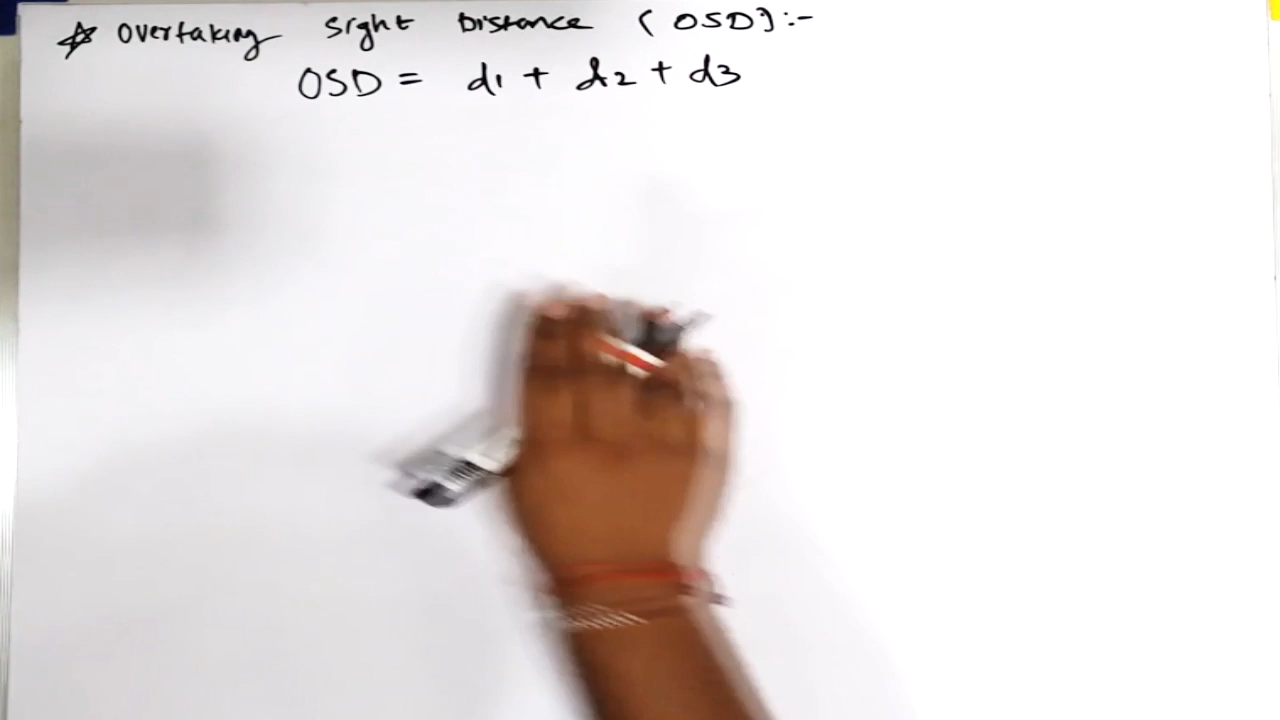 ☆ Overtaking Sight Distance (OSD):-
OSD = d1 + d2 + d3